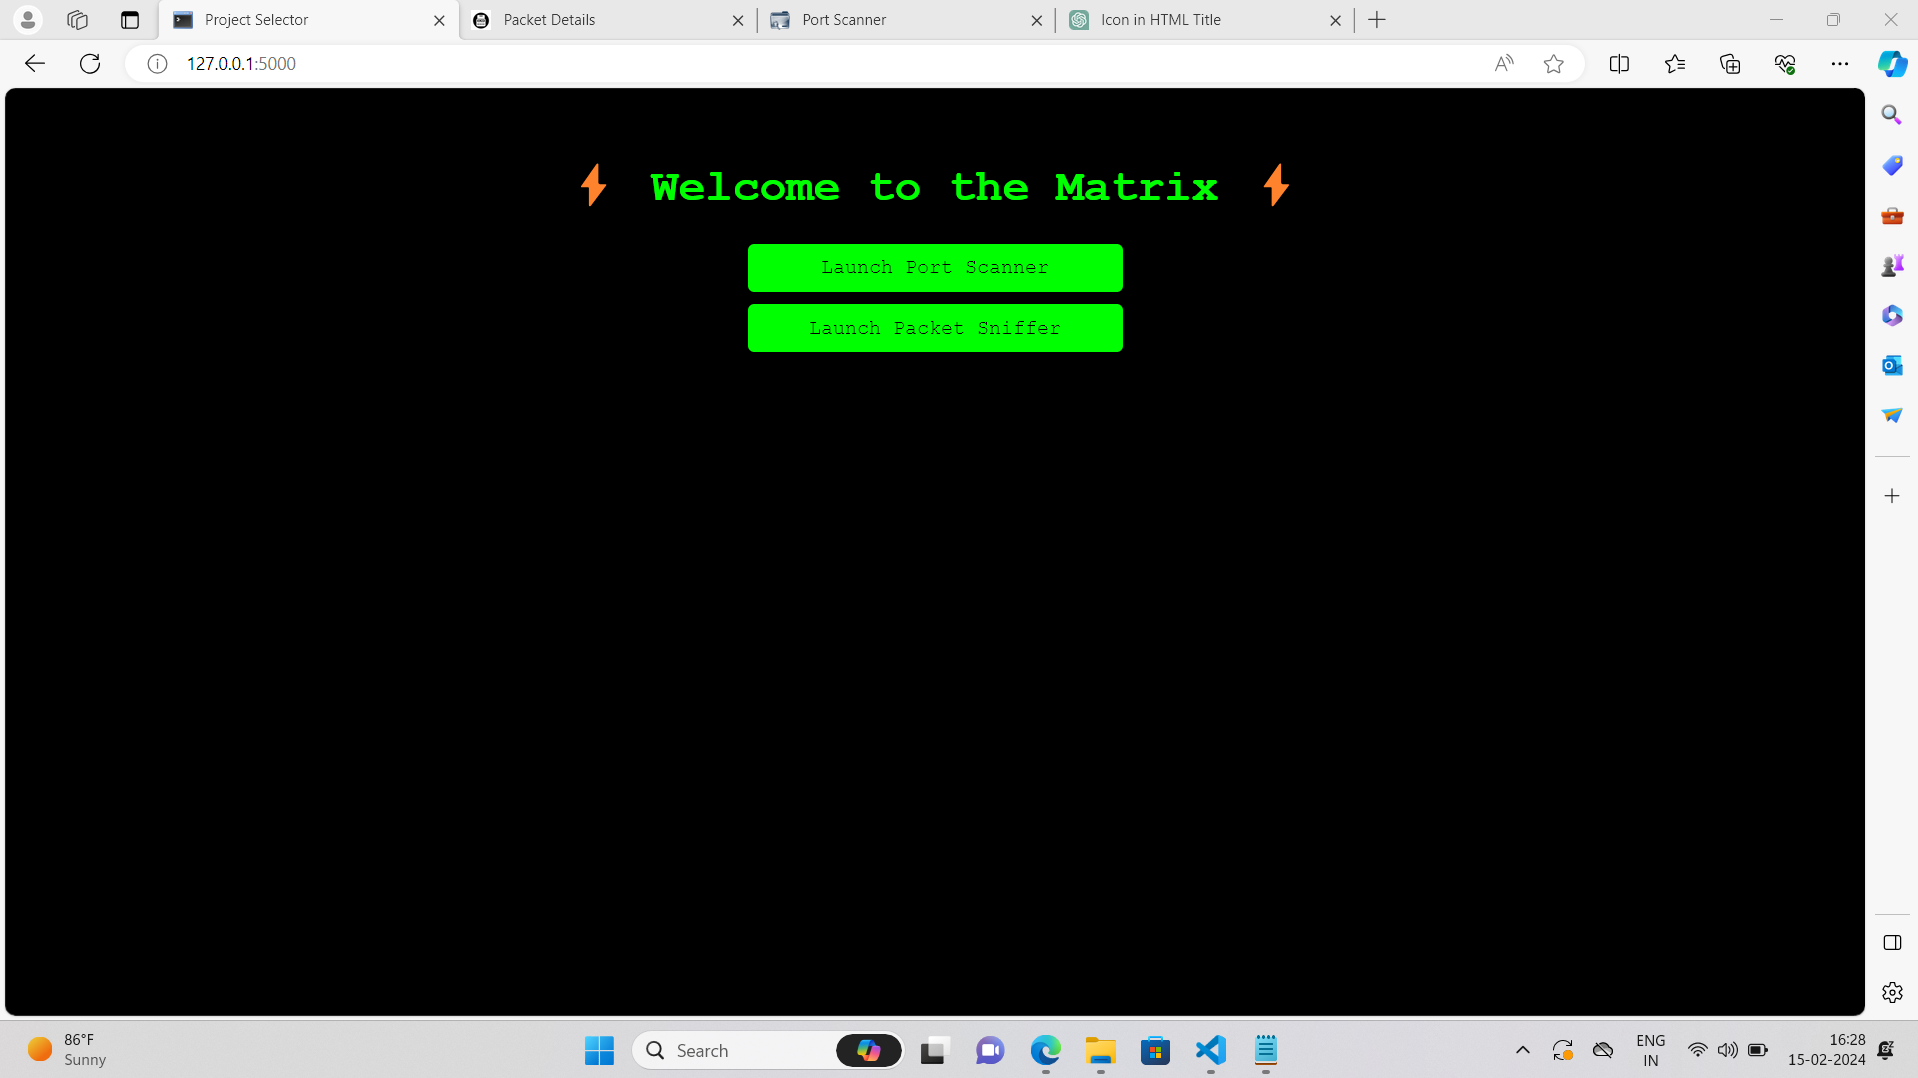 Project Selector
Packet Details
Port Scanner
Icon in HTML Title
127.0.0.1:5000
⚡ Welcome to the Matrix ⚡
Launch Port Scanner
Launch Packet Sniffer
86°F
Sunny
Search
ENG
IN
16:28
15-02-2024